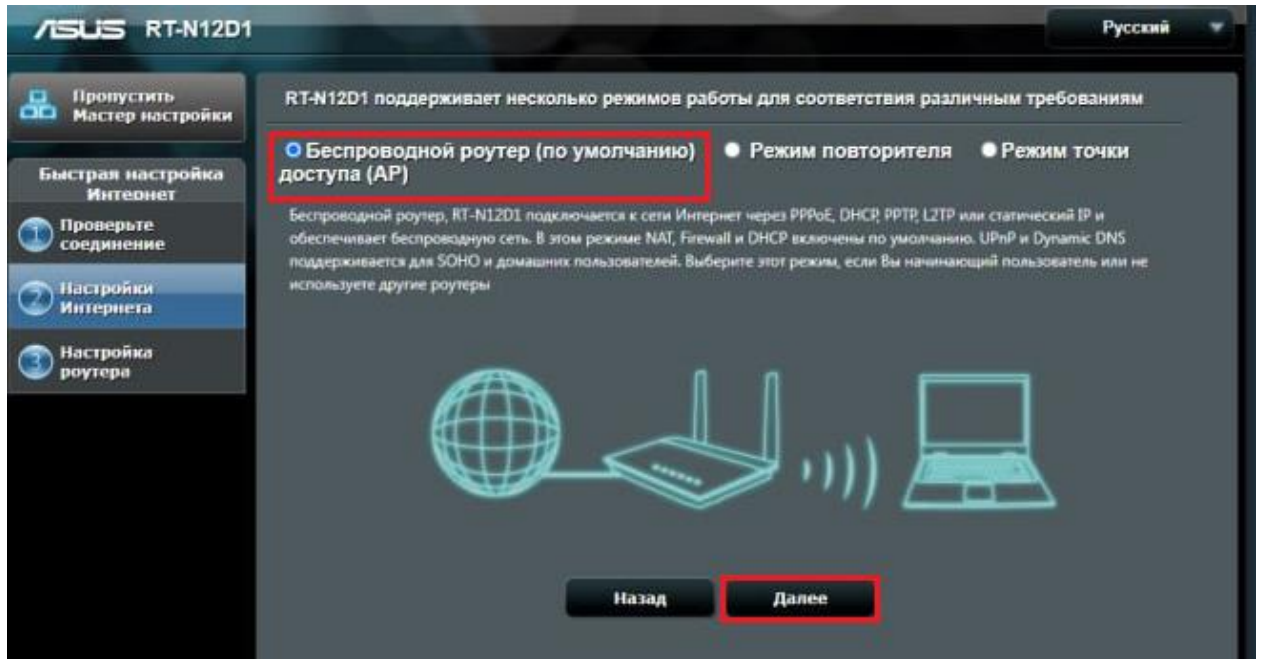 ASUS RT-N12D1
Русский
Пропустить
Мастер настройки
Быстрая настройка
Интернет
1 Проверьте
соединение
2 Настройки
Интернета
3 Настройка
роутера
RT-N12D1 поддерживает несколько режимов работы для соответствия различным требованиям
Беспроводной роутер (по умолчанию) Режим повторителя Режим точки
доступа (AP)
Беспроводной роутер, RT-N12D1 подключается к сети Интернет через PPPoE, DHCP, PPTP, L2TP или статический IP и
обеспечивает беспроводную сеть. В этом режиме NAT, Firewall и DHCP включены по умолчанию. UPnP и Dynamic DNS
поддерживается для SOHO и домашних пользователей. Выберите этот режим, если Вы начинающий пользователь или не
используете другие роутеры
Назад Далее